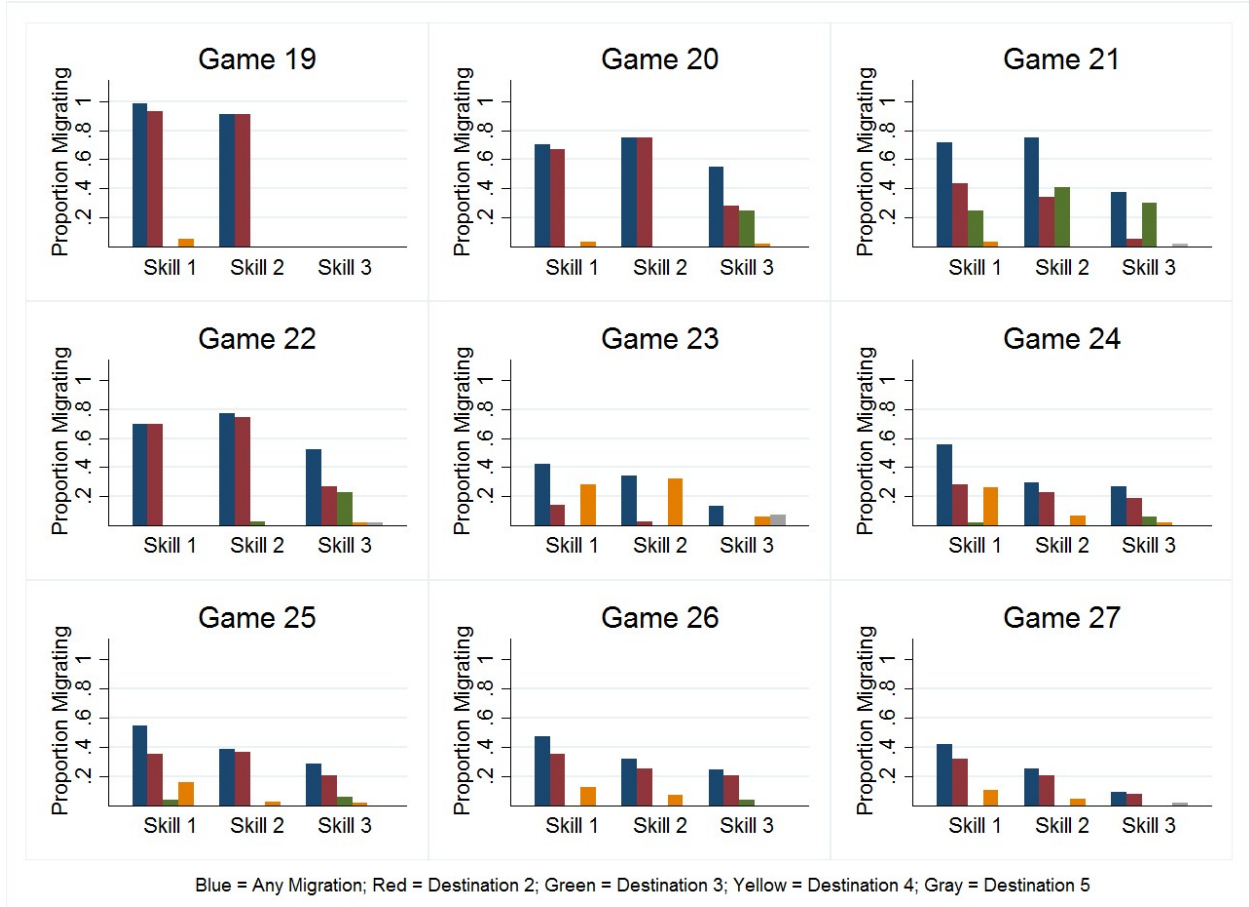 Game 19
Proportion Migrating
1
.8
.6
.4
.2
Skill 1 Skill 2 Skill 3
Game 20
Proportion Migrating
1
.8
.6
.4
.2
Skill 1 Skill 2 Skill 3
Game 21
Proportion Migrating
1
.8
.6
.4
.2
Skill 1 Skill 2 Skill 3
Game 22
Proportion Migrating
1
.8
.6
.4
.2
Skill 1 Skill 2 Skill 3
Game 23
Proportion Migrating
1
.8
.6
.4
.2
Skill 1 Skill 2 Skill 3
Game 24
Proportion Migrating
1
.8
.6
.4
.2
Skill 1 Skill 2 Skill 3
Game 25
Proportion Migrating
1
.8
.6
.4
.2
Skill 1 Skill 2 Skill 3
Game 26
Proportion Migrating
1
.8
.6
.4
.2
Skill 1 Skill 2 Skill 3
Game 27
Proportion Migrating
1
.8
.6
.4
.2
Skill 1 Skill 2 Skill 3
Blue = Any Migration; Red = Destination 2; Green = Destination 3; Yellow = Destination 4; Gray = Destination 5